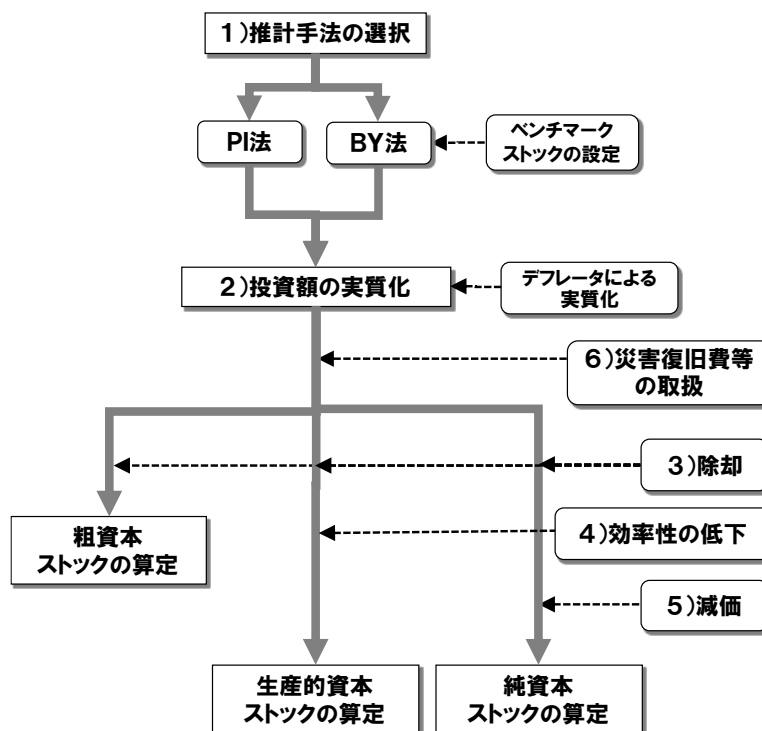 １）推計手法の選択
PI法
BY法
ベンチマーク
ストックの設定
２）投資額の実質化
デフレータによる
実質化
６）災害復旧費等
の取扱
３）除却
粗資本
ストックの算定
４）効率性の低下
５）減価
生産的資本
ストックの算定
純資本
ストックの算定